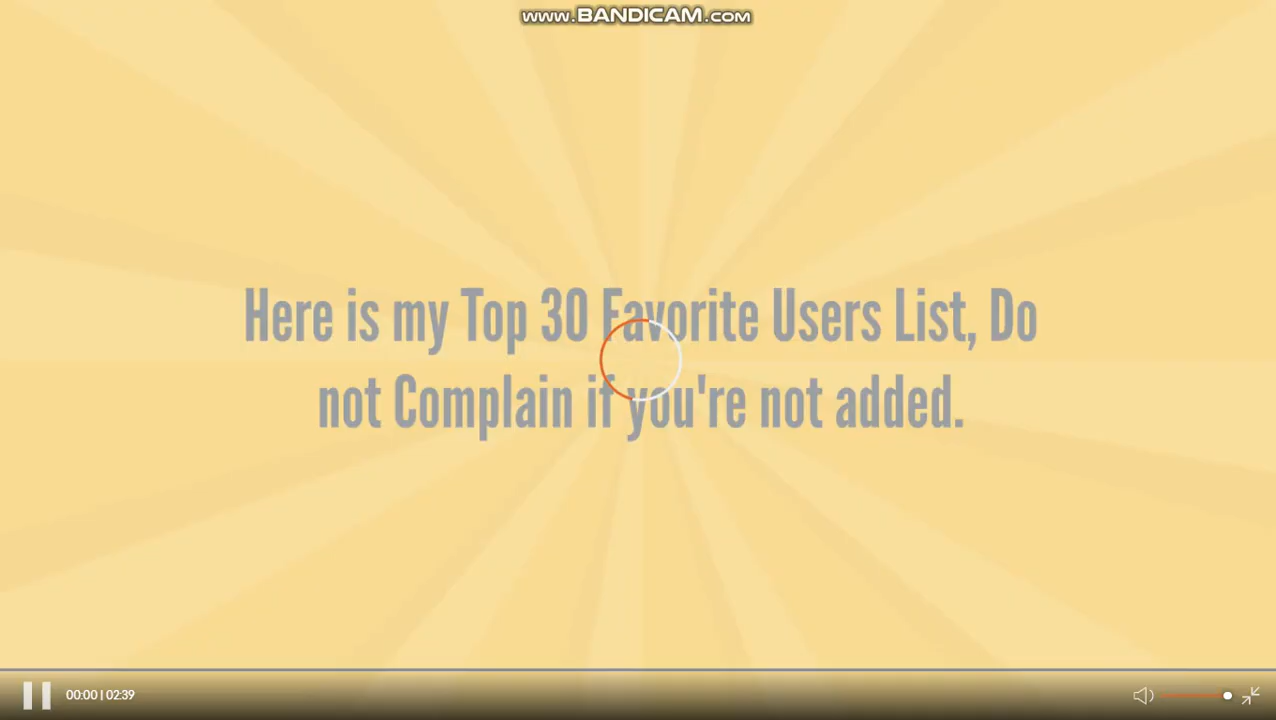 www.BANDICAM.com
Here is my Top 30 Favorite Users List, Do
not Complain if you're not added.
00:00 | 02:39